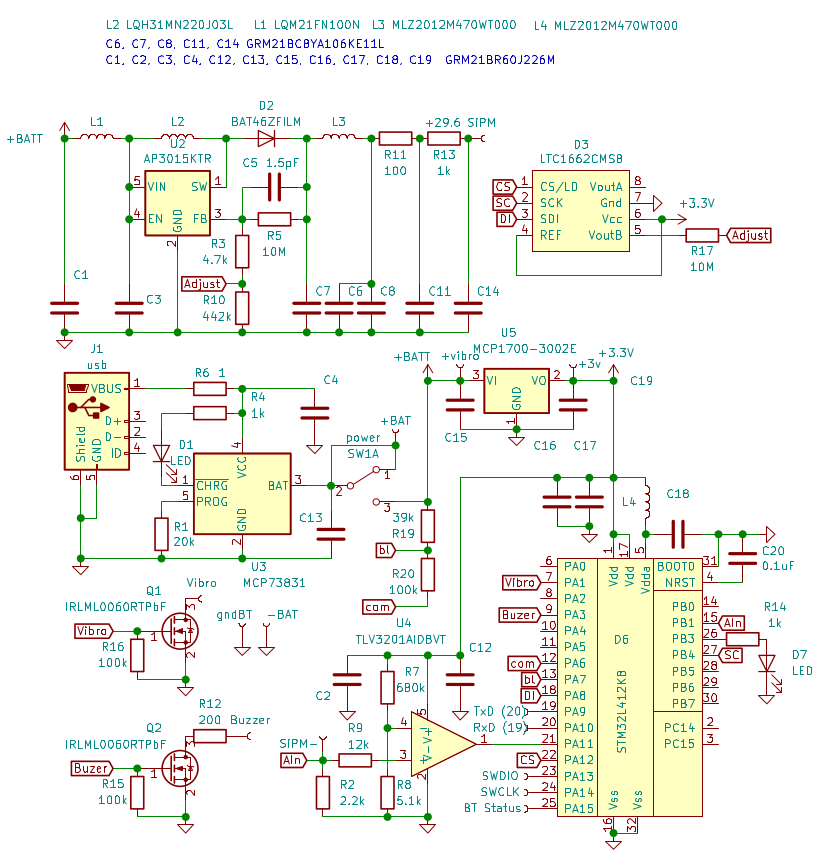 L2 LQH31MN220J03L L1 LQM21FN100N L3 MLZ2012M470WT000 L4 MLZ2012M470WT000
C6, C7, C8, C11, C14 GRM21BC8YA106KE11L
C1, C2, C3, C4, C12, C13, C15, C16, C17, C18, C19 GRM21BR60J226M
+BATT
L1
L2
D2
BAT46ZFILM
L3
+29.6 SIPM
R11
100
R13
1k
U2
AP3015KTR
5 VIN
SW 1
4 EN
FB 3
GND
2
C5 1.5pF
R5
10M
R3
4.7k
Adjust
R10
442k
C1
C3
C7
C6
C8
C11
C14
D3
LTC1662CMS8
CS 1 CS/LD
VoutA 8
SC 2 SCK
Gnd 7
DI 3 SDI
Vcc 6
4 REF
VoutB 5
+3.3V
R17
10M
Adjust
J1
usb
VBUS 1
D+ 3
D- 2
ID 4
Shield
GND
6
5
R6 1
R4
1k
C4
D1
LED
1 CHRG
5 PROG
VCC
4
BAT 3
GND
2
U3
MCP73831
R1
20k
C13
power
SW1A
+BAT
1
2
3
+BATT
+vibro
U5
MCP1700-3002E
3 VI
VO 2
GND
1
+3v
+3.3V
C15
C16
C17
C19
39k
R19
bl
R20
100k
com
L4
C18
C20
0.1uF
Q1
IRLML0060RTPbF
Vibro
3
Vibro
1
2
R16
100k
gndBT
-BAT
Q2
IRLML0060RTPbF
R12
200
Buzzer
3
Buzer
1
2
R15
100k
U4
TLV3201AIDBVT
C12
C2
R7
680k
SIPM-
AIn
R9
12k
R2
2.2k
R8
5.1k
4
3
5
2
1
V+
V-
+
-
D6
STM32L412K8
1
17
5
Vdd
Vdd
Vdda
6 PA0
Vibro 7 PA1
8 PA2
Buzer 9 PA3
10 PA4
11 PA5
com 12 PA6
bl 13 PA7
DI 18 PA8
TxD (20) 19 PA9
RxD (19) 20 PA10
21 PA11
CS 22 PA12
SWDIO 23 PA13
SWCLK 24 PA14
BT Status 25 PA15
BOOT0 31
NRST 4
PB0 14
PB1 15 AIn
PB3 26
PB4 27 SC
PB5 28
PB6 29
PB7 30
PC14 2
PC15 3
Vss
Vss
16
32
R14
1k
D7
LED